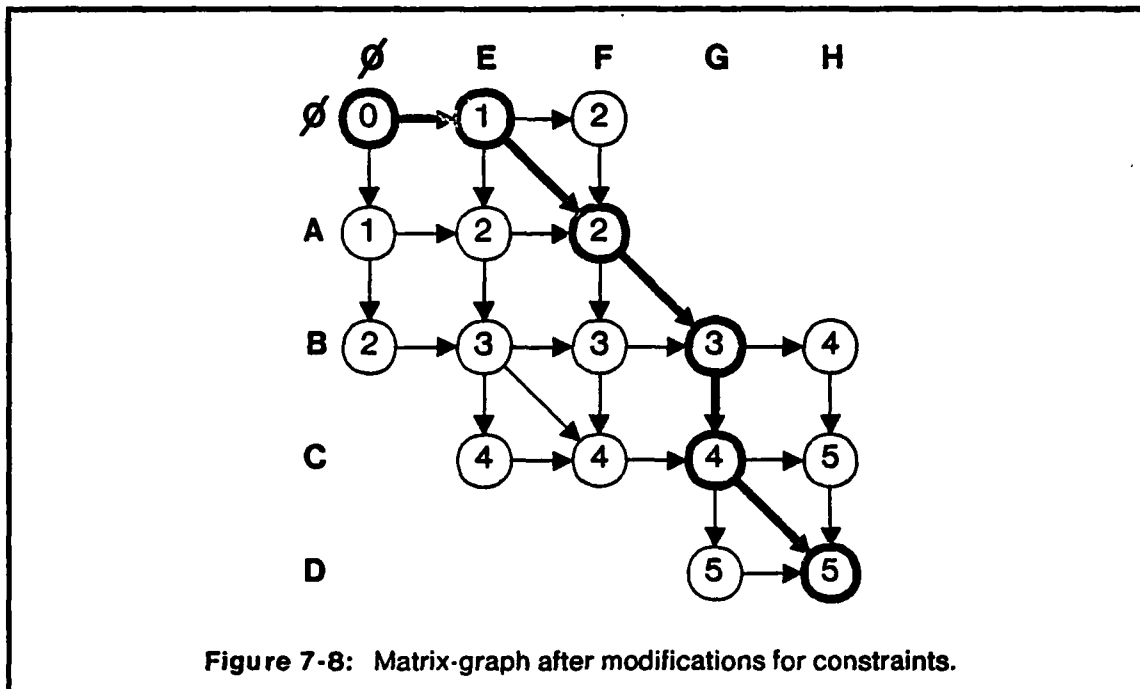 Ø E F G H
Ø 0 1 2
A 1 2 2
B 2 3 3 3 4
C 4 4 4 5
D 5 5
Figure 7-8: Matrix-graph after modifications for constraints.